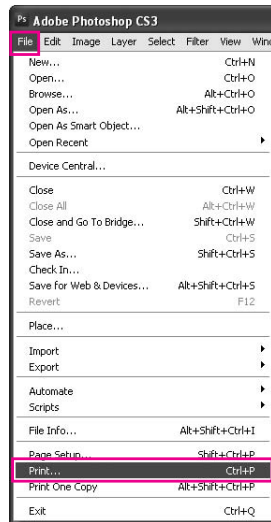 Ps Adobe Photoshop CS3
File Edit Image Layer Select Filter View
New... Ctrl+N
Open... Ctrl+O
Browse... Alt+Ctrl+O
Open As... Alt+Shift+Ctrl+O
Open As Smart Object...
Open Recent
Device Central...
Close Ctrl+W
Close All Alt+Ctrl+W
Close and Go To Bridge... Shift+Ctrl+W
Save Ctrl+S
Save As... Shift+Ctrl+S
Check In...
Save for Web & Devices... Alt+Shift+Ctrl+S
Revert F12
Place...
Import
Export
Automate
Scripts
File Info... Alt+Shift+Ctrl+I
Page Setup... Shift+Ctrl+P
Print... Ctrl+P
Print One Copy Alt+Shift+Ctrl+P
Exit Ctrl+Q